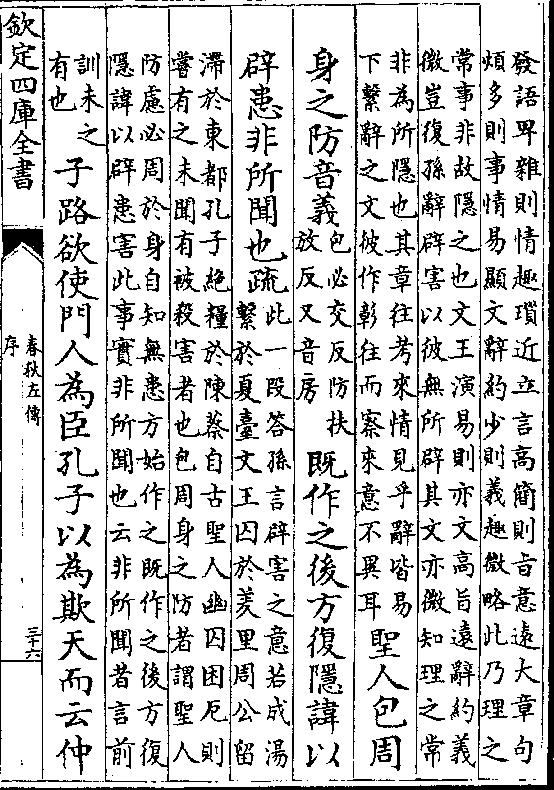 發語卑雜則情趣瑣近立言高簡則旨意遠大章句
煩多則事情易顯文辭約少則義趣微略此乃理之
常事非故隱之也文王演易則亦文高旨遠辭約義
微豈復孫辭辟害以彼無所辟其文亦微知理之常
非為所隱也其章往考來情見乎辭皆易
下繫辭之文彼作彰往而察來意不異耳
聖人包周
身之防音義
包必交反防扶
放反又音房
既作之後方復隱諱以
辟患非所聞也疏
此一段答孫言辟害之意若成湯
繫於夏臺文王囚於羑里周公留
滯於東都孔子絶糧於陳蔡自古聖人幽囚困厄則
嘗有之未聞有被殺害者也包周身之防者謂聖人
防慮必周於身自知無患方始作之既作之後方復
隱諱以辟患害此事實非所聞也云非所聞者言前
訓未之
有也
子路欲使門人為臣孔子以為欺天而云仲
欽定四庫全書
春秋左傳
序
三十六